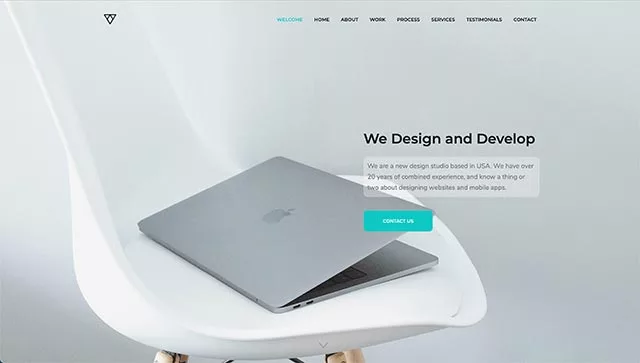 WELCOME HOME ABOUT WORK PROCESS SERVICES TESTIMONIALS CONTACT
We Design and Develop
We are a new design studio based in USA. We have over
20 years of combined experience, and know a thing or
two about designing websites and mobile apps.
CONTACT US